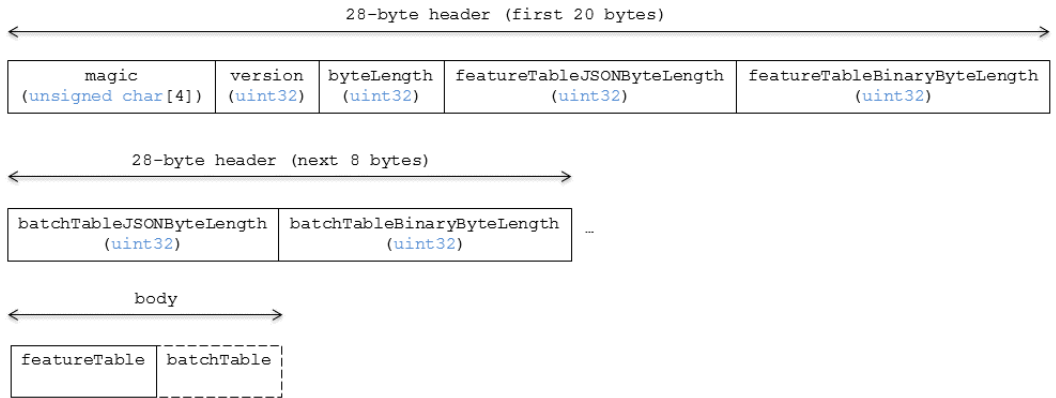 28-byte header (first 20 bytes)
magic version byteLength featureTableJSONByteLength featureTableBinaryByteLength
(unsigned char[4]) (uint32) (uint32) (uint32) (uint32)
28-byte header (next 8 bytes)
batchTableJSONByteLength batchTableBinaryByteLength
(uint32) (uint32) …
body
featureTable batchTable